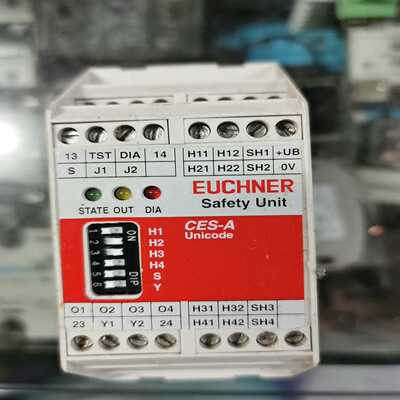 13 TST DIA 14 H11 H12 SH1 +UB
S J1 J2 H21 H22 SH2 0V
EUCHNER
Safety Unit
STATE OUT DIA
CES-A
Unicode
ON
1 2 3 4 5 6
DIP
H1
H2
H3
H4
S
Y
O1 O2 O3 O4 H31 H32 SH3
23 Y1 Y2 24 H41 H42 SH4